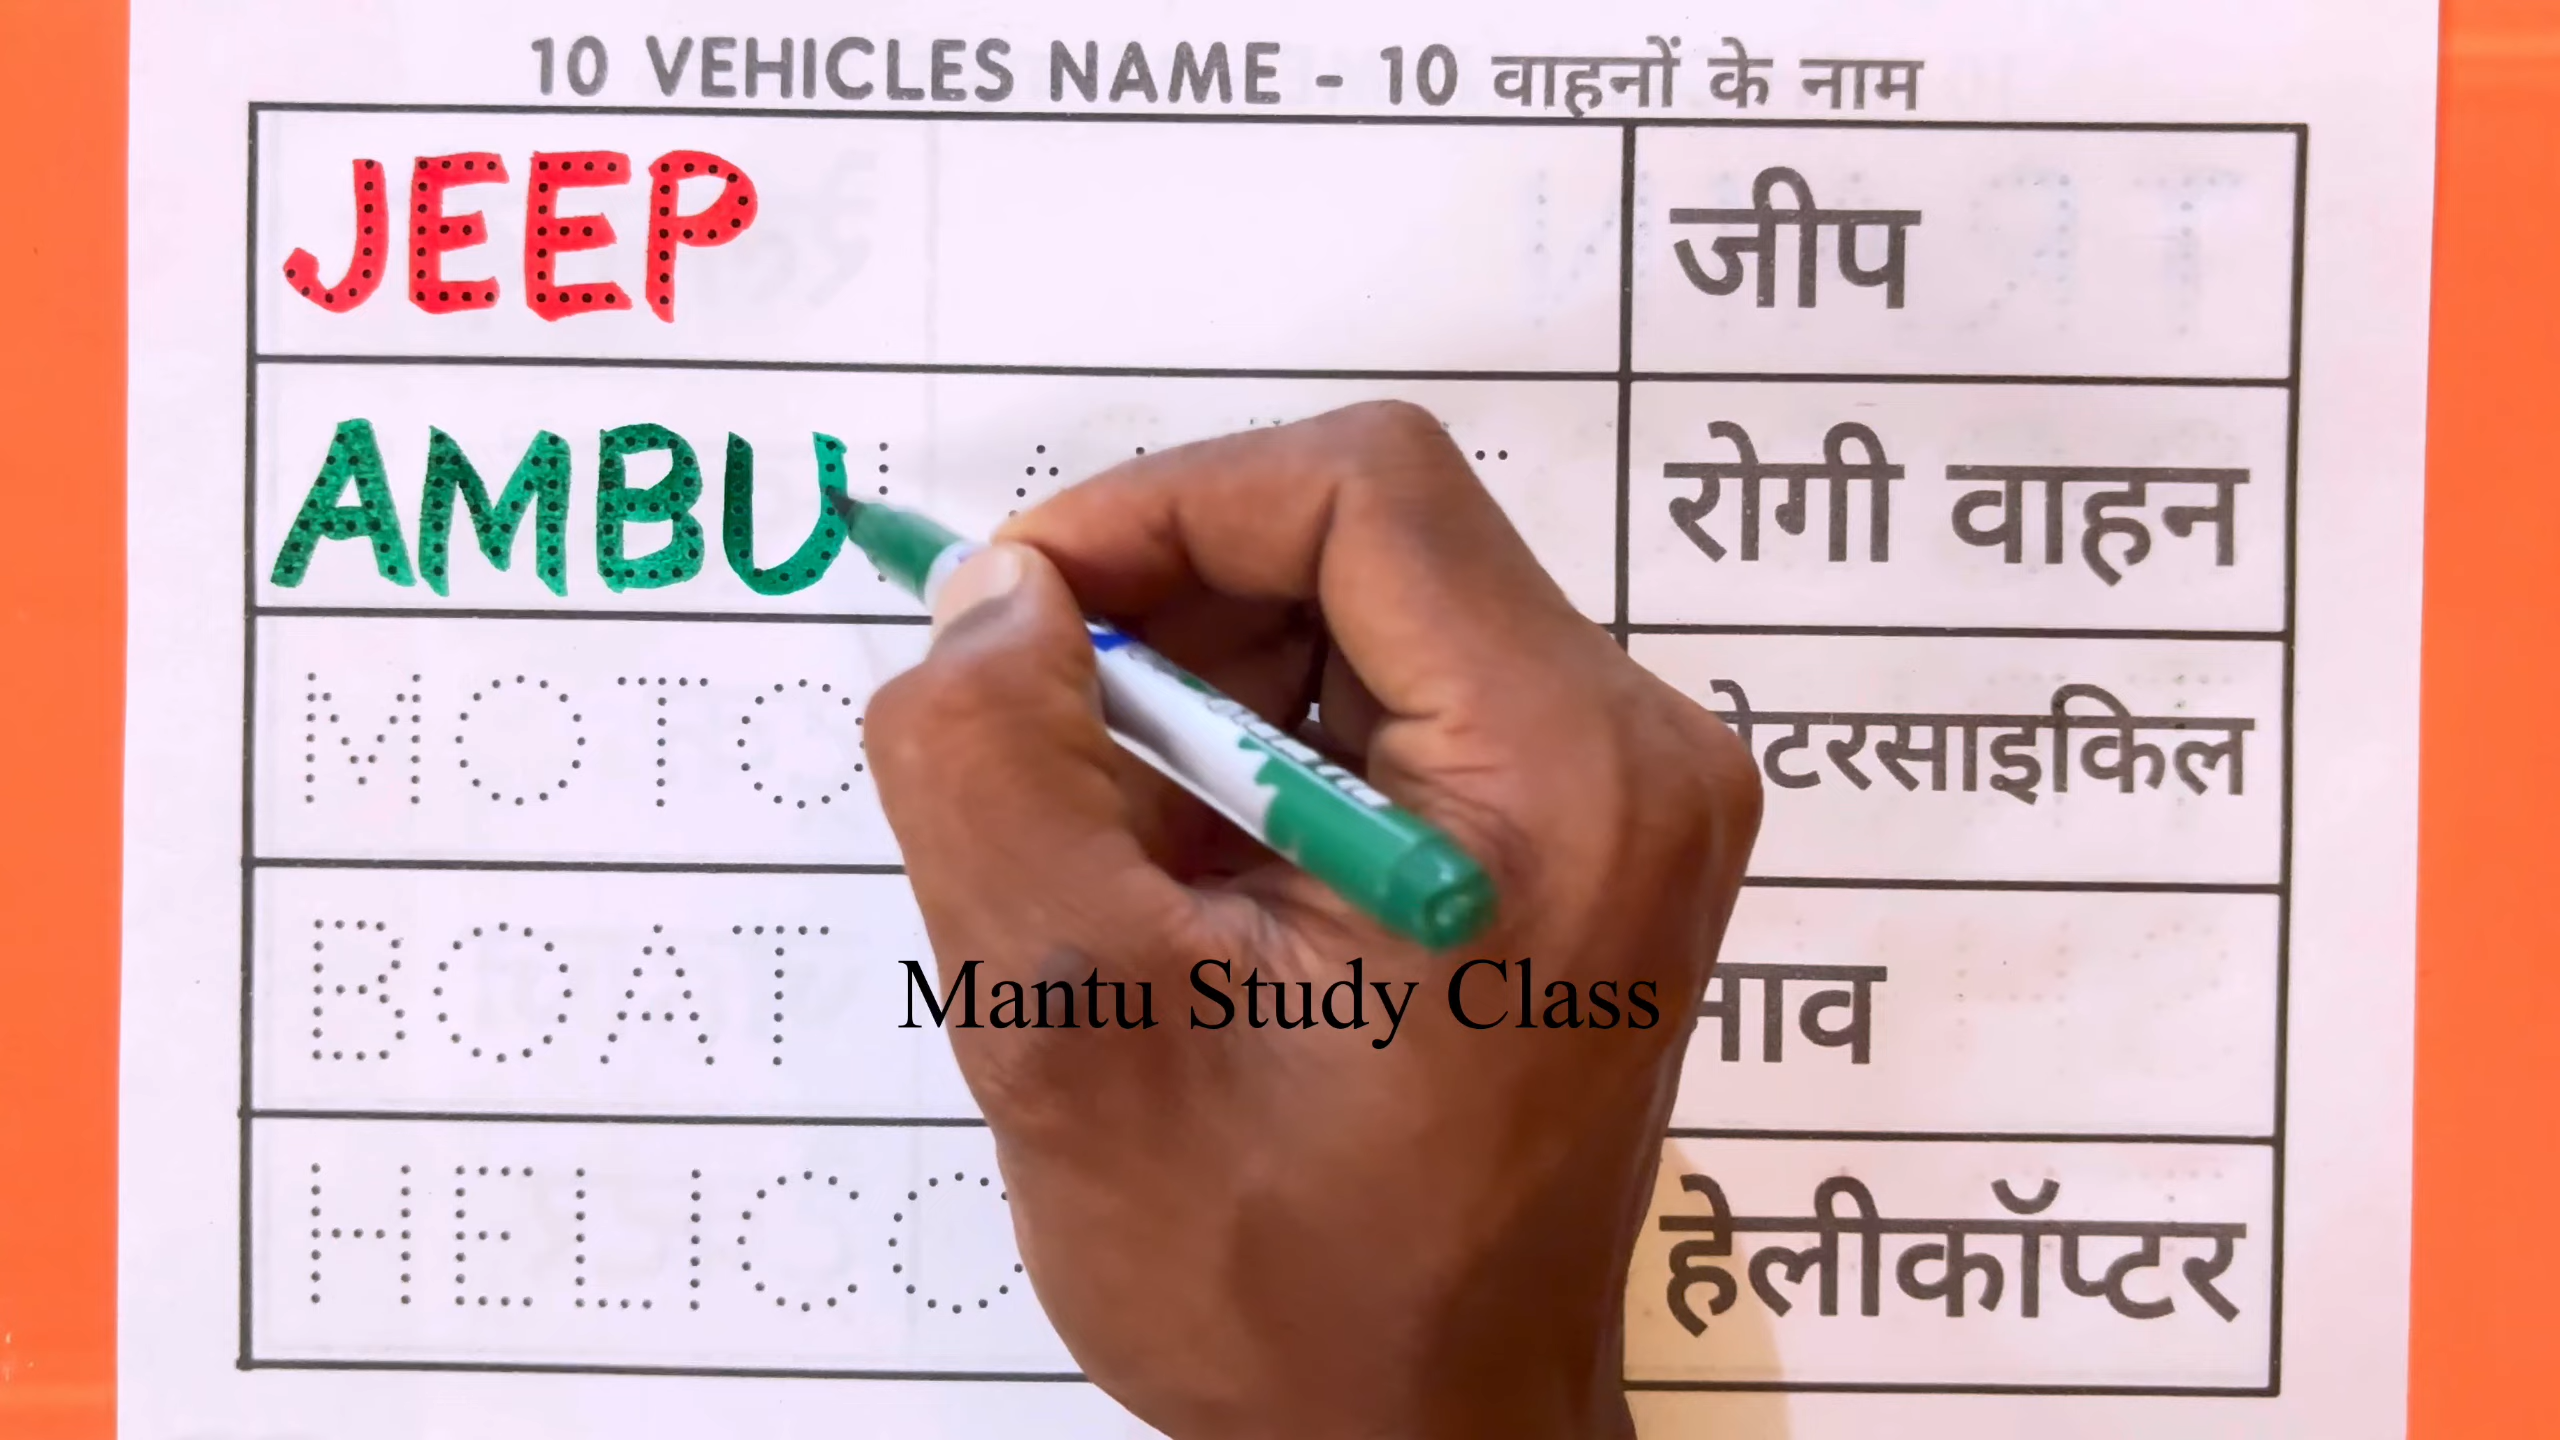 10 VEHICLES NAME - 10 वाहनों के नाम
JEEP जीप
AMBU रोगी वाहन
MOTO टरसाइकिल
BOAT नाव
HELICO हेलीकॉप्टर
Mantu Study Class